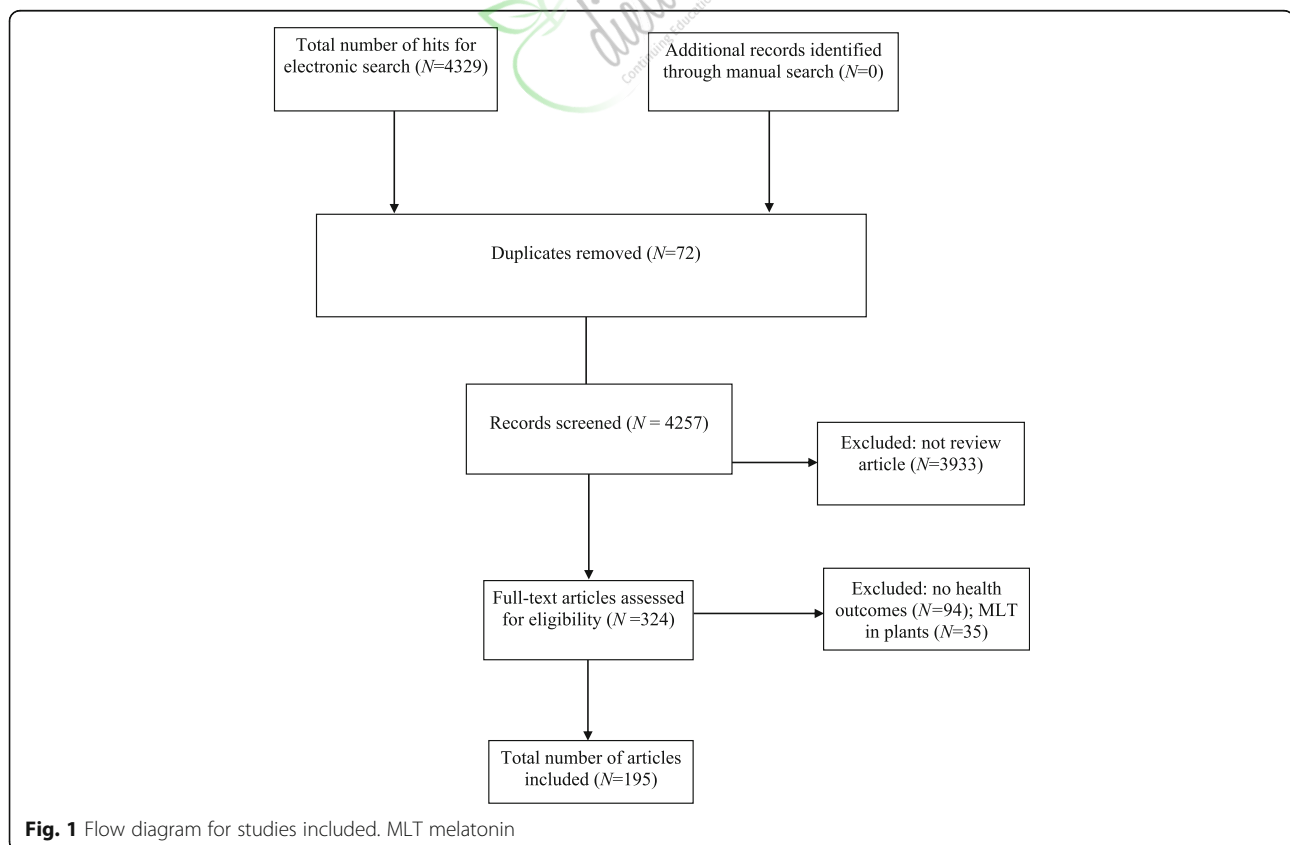 Continuing Education
Total number of hits for
electronic search (N=4329)
Additional records identified
through manual search (N=0)
Duplicates removed (N=72)
Records screened (N = 4257)
Excluded: not review
article (N=3933)
Full-text articles assessed
for eligibility (N =324)
Excluded: no health
outcomes (N=94); MLT
in plants (N=35)
Total number of articles
included (N=195)
Fig. 1 Flow diagram for studies included. MLT melatonin